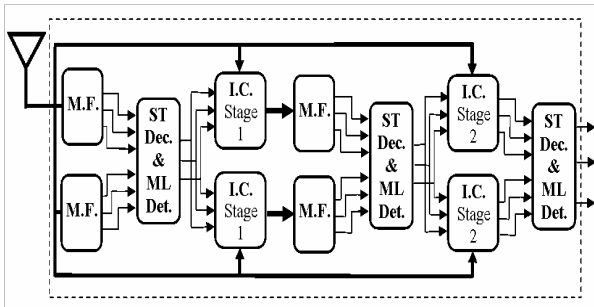 M.F.
ST
Dec.
&
ML
Det.
I.C.
Stage
1
M.F.
ST
Dec.
&
ML
Det.
I.C.
Stage
2
ST
Dec.
&
ML
Det.
M.F.
I.C.
Stage
1
M.F.
I.C.
Stage
2